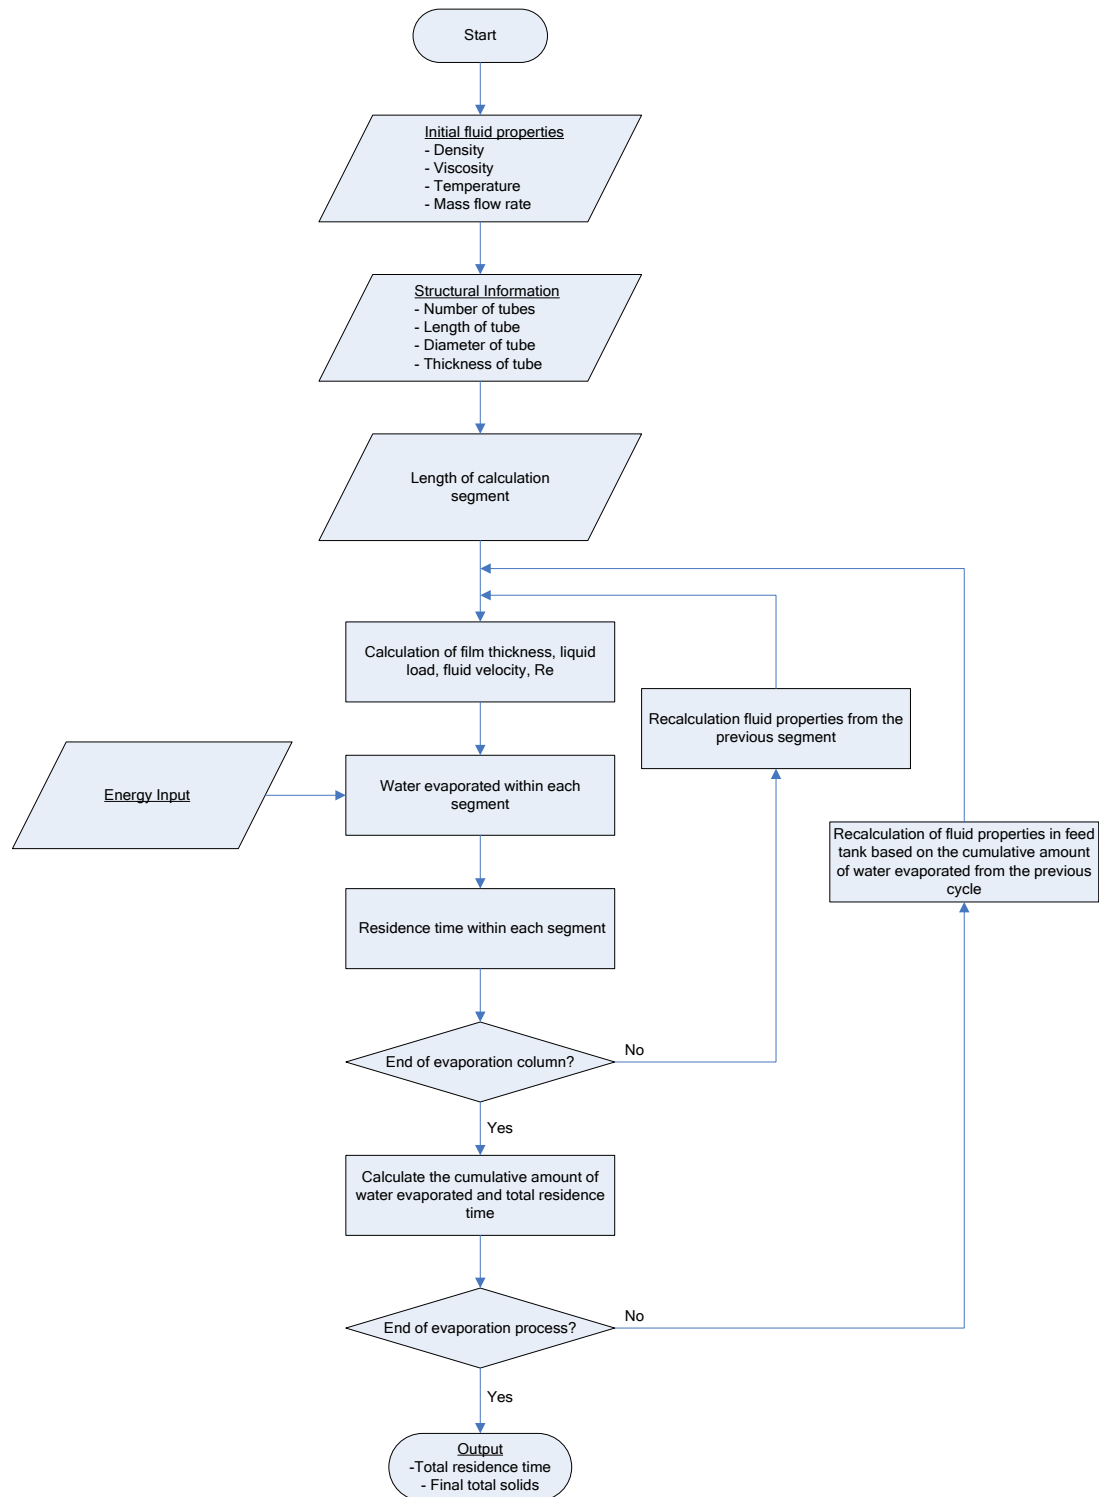 Start
Initial fluid properties
- Density
- Viscosity
- Temperature
- Mass flow rate
Structural Information
- Number of tubes
- Length of tube
- Diameter of tube
- Thickness of tube
Length of calculation
segment
Calculation of film thickness, liquid
load, fluid velocity, Re
Recalculation fluid properties from the
previous segment
Energy Input
Water evaporated within each
segment
Recalculation of fluid properties in feed
tank based on the cumulative amount
of water evaporated from the previous
cycle
Residence time within each segment
End of evaporation column?
No
Yes
Calculate the cumulative amount of
water evaporated and total residence
time
End of evaporation process?
No
Yes
Output
-Total residence time
- Final total solids